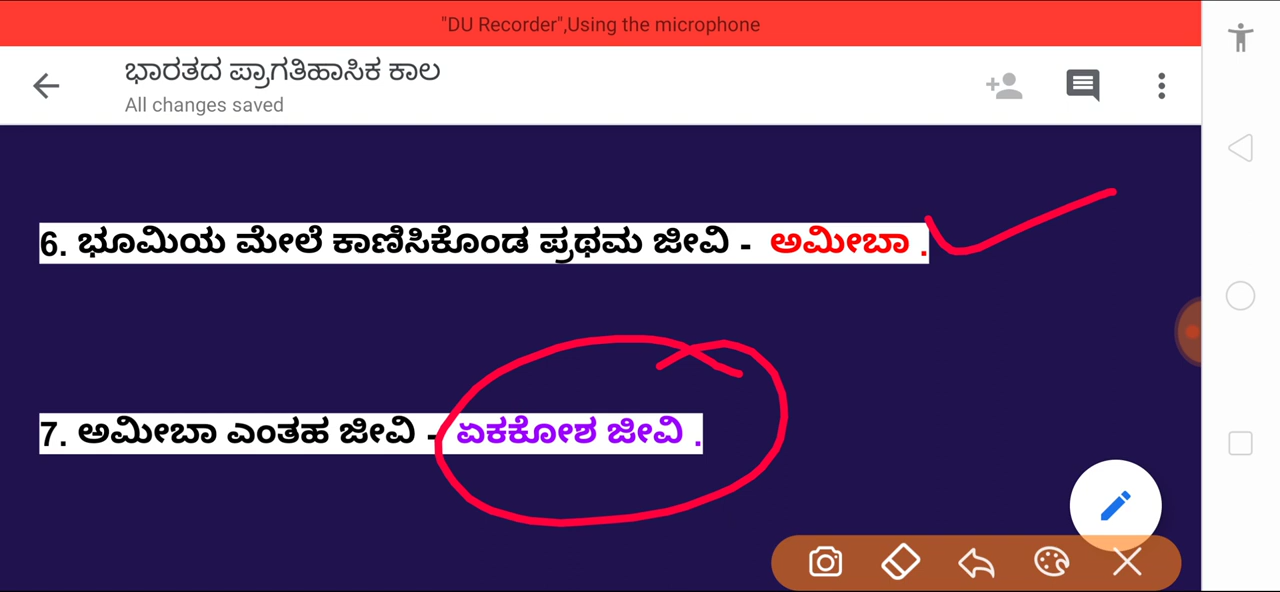 "DU Recorder",Using the microphone
ಭಾರತದ ಪ್ರಾಗತಿಹಾಸಿಕ ಕಾಲ
All changes saved
6. ಭೂಮಿಯ ಮೇಲೆ ಕಾಣಿಸಿಕೊಂಡ ಪ್ರಥಮ ಜೀವಿ - ಅಮೀಬಾ .
7. ಅಮೀಬಾ ಎಂತಹ ಜೀವಿ - ಏಕಕೋಶ ಜೀವಿ .